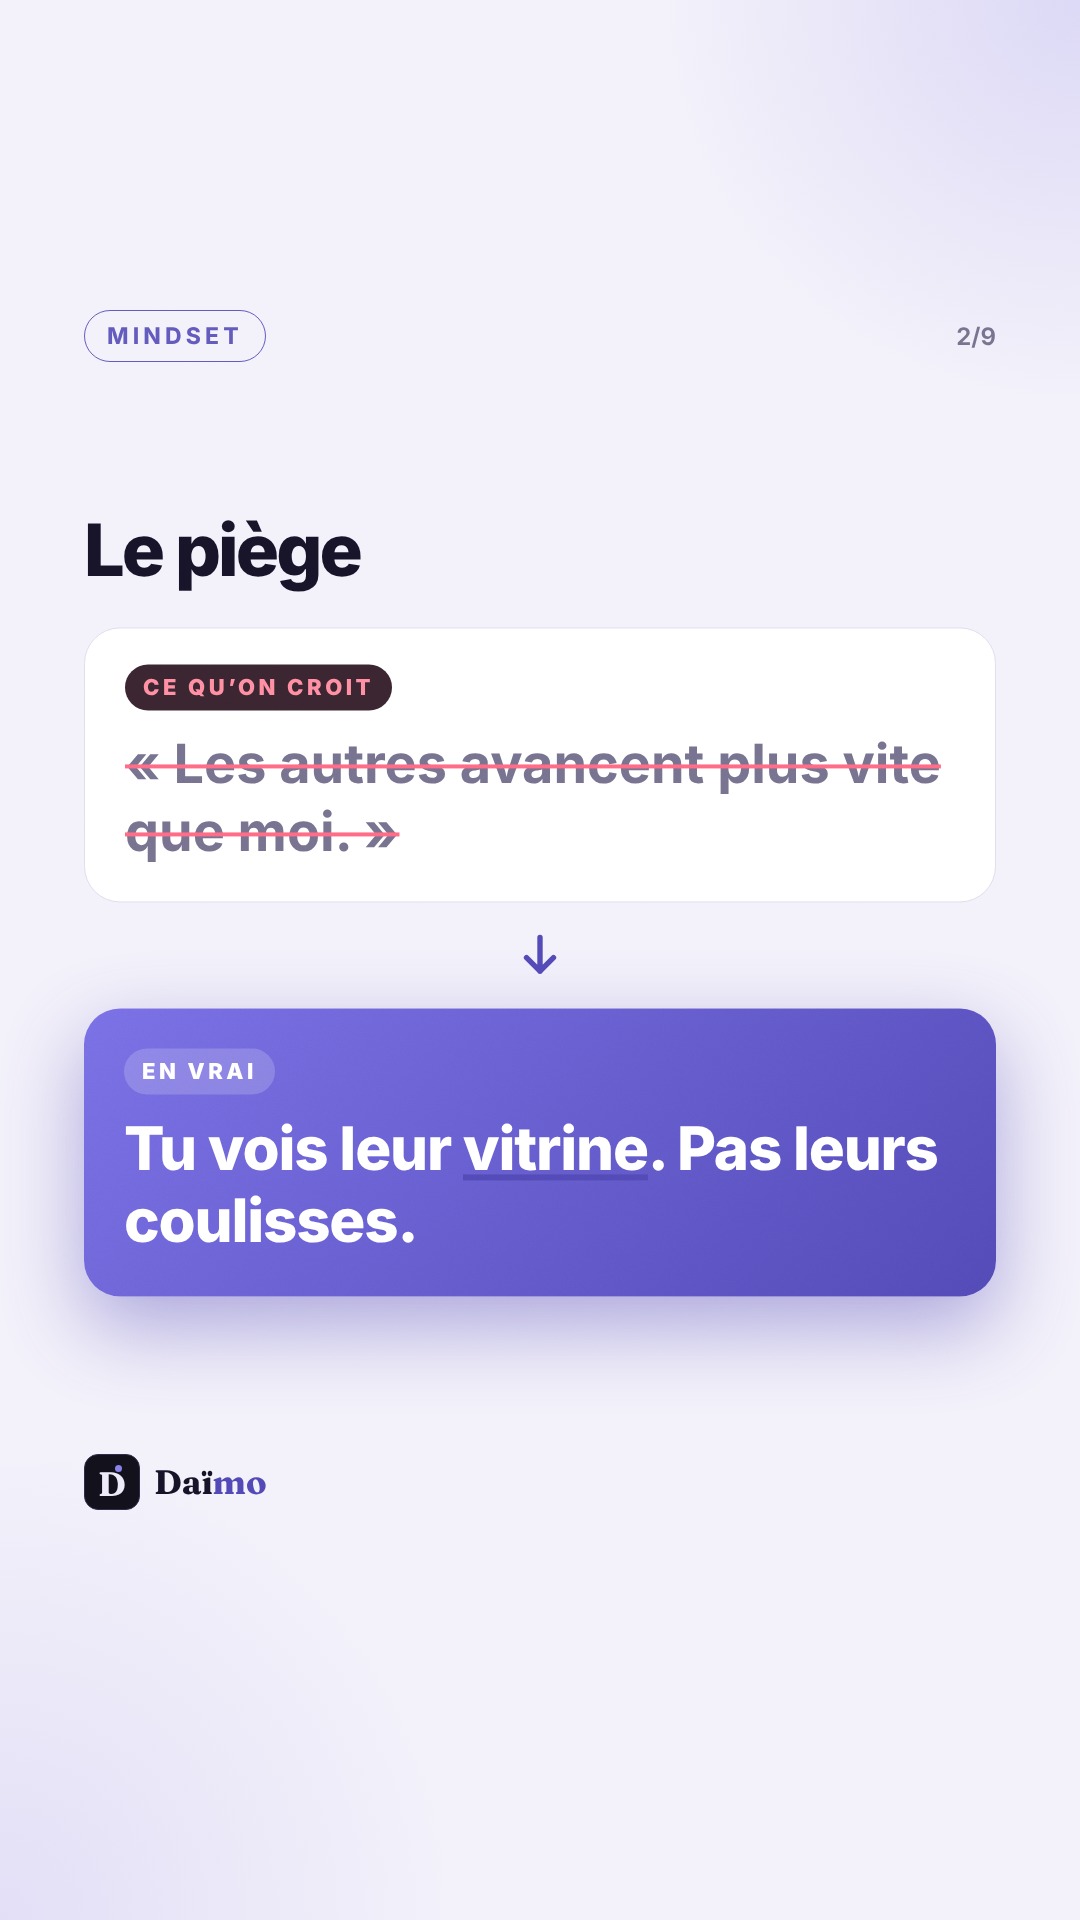 MINDSET
2/9
Le piège
CE QU’ON CROIT
« Les autres avancent plus vite
que moi. »
EN VRAI
Tu vois leur vitrine. Pas leurs
coulisses.
D Daïmo